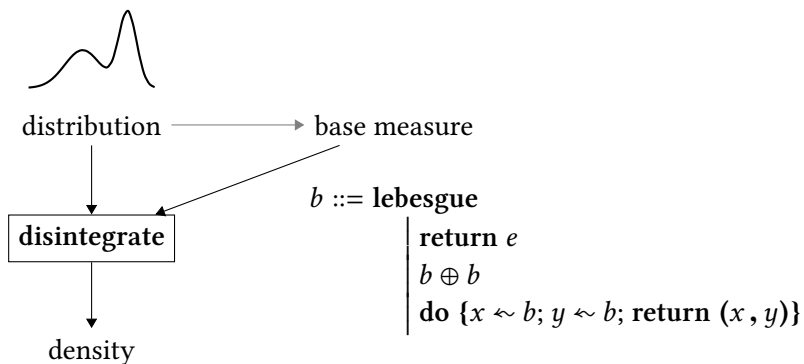 distribution
base measure
b ::= lebesgue
disintegrate
| return e
| b ⊕ b
| do {x ↜ b; y ↜ b; return (x , y)}
density